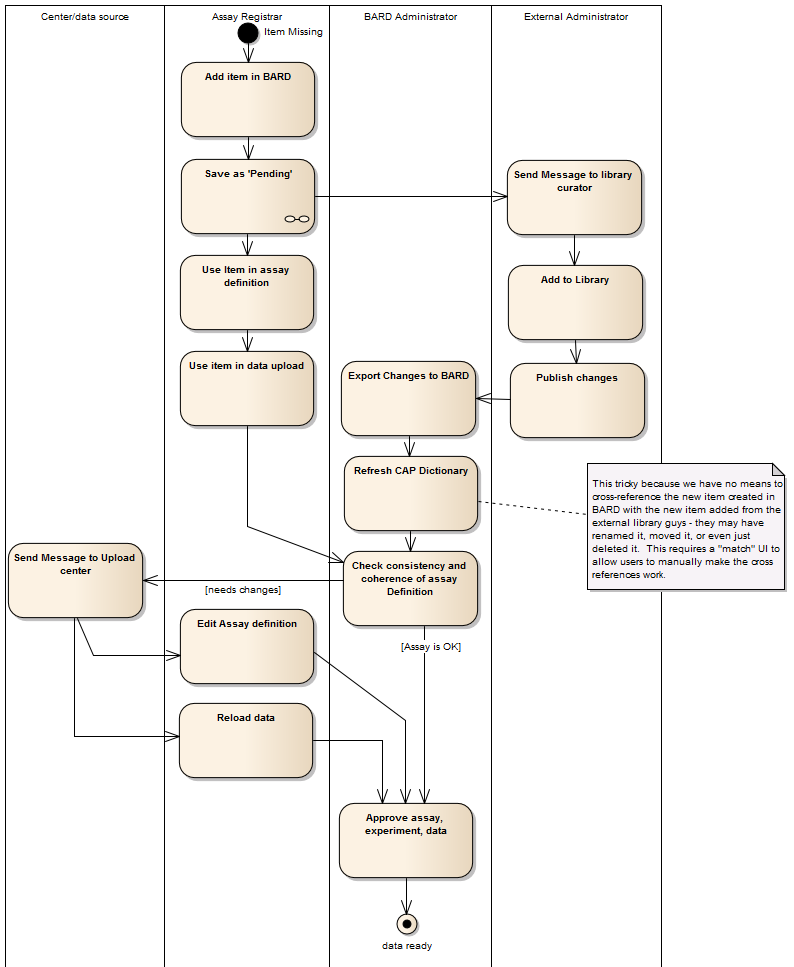 Center/data source
Assay Registrar
BARD Administrator
External Administrator
Item Missing
Add item in BARD
Save as 'Pending'
Send Message to library
curator
Use Item in assay
definition
Add to Library
Use item in data upload
Export Changes to BARD
Publish changes
Refresh CAP Dictionary
This tricky because we have no means to
cross-reference the new item created in
BARD with the new item added from the
external library guys - they may have
renamed it, moved it, or even just
deleted it.  This requires a "match" UI to
allow users to manually make the cross
references work.
Send Message to Upload
center
Check consistency and
coherence of assay
Definition
[needs changes]
Edit Assay definition
[Assay is OK]
Reload data
Approve assay,
experiment, data
data ready